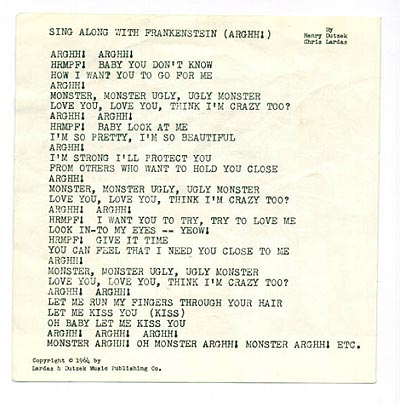 SING ALONG WITH FRANKENSTEIN (ARGHH!)
By
Henry Dutzek
Chris Lardas
ARGHH! ARGHH!
HRMPF! BABY YOU DON'T KNOW
HOW I WANT YOU TO GO FOR ME
ARGHH!
MONSTER, MONSTER UGLY, UGLY MONSTER
LOVE YOU, LOVE YOU, THINK I'M CRAZY TOO?
ARGHH! ARGHH!
HRMPF! BABY LOOK AT ME
I'M SO PRETTY, I'M SO BEAUTIFUL
ARGHH!
I'M STRONG I'LL PROTECT YOU
FROM OTHERS WHO WANT TO HOLD YOU CLOSE
ARGHH!
MONSTER, MONSTER UGLY, UGLY MONSTER
LOVE YOU, LOVE YOU, THINK I'M CRAZY TOO?
ARGHH! ARGHH!
HRMPF! I WANT YOU TO TRY, TRY TO LOVE ME
LOOK IN-TO MY EYES -- YEOW!
HRMPF! GIVE IT TIME
YOU CAN FEEL THAT I NEED YOU CLOSE TO ME
ARGHH!
MONSTER, MONSTER UGLY, UGLY MONSTER
LOVE YOU, LOVE YOU, THINK I'M CRAZY TOO?
ARGHH! ARGHH!
LET ME RUN MY FINGERS THROUGH YOUR HAIR
LET ME KISS YOU (KISS)
OH BABY LET ME KISS YOU
ARGHH! ARGHH! ARGHH!
MONSTER ARGHH! OH MONSTER ARGHH! MONSTER ARGHH! ETC.
Copyright © 1964 by
Lardas & Dutzek Music Publishing Co.